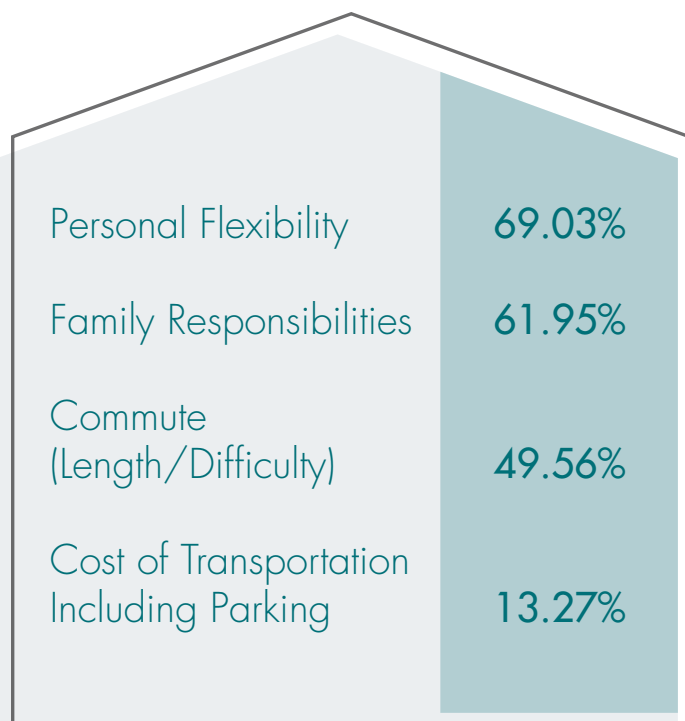 Personal Flexibility 69.03%
Family Responsibilities 61.95%
Commute
(Length/Difficulty) 49.56%
Cost of Transportation
Including Parking 13.27%